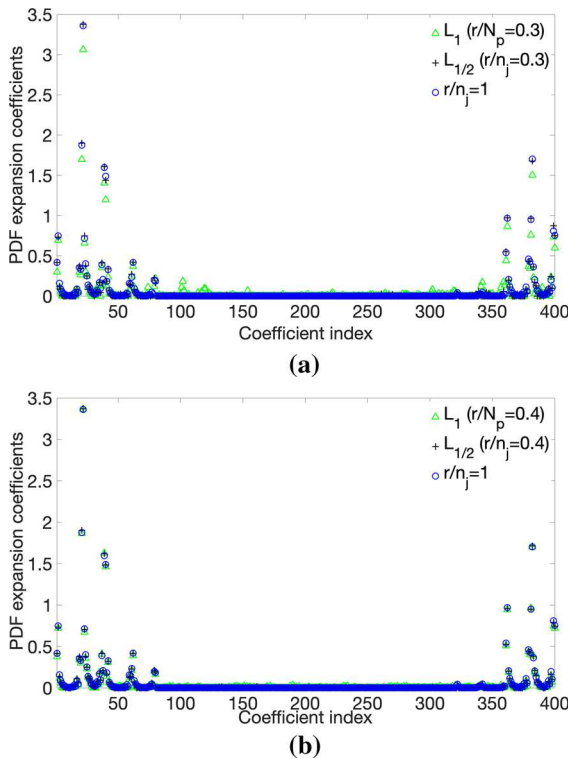 3.5
3
2.5
2
1.5
1
0.5
0
PDF expansion coefficients
△ L₁ (r/Nₚ=0.3)
+ L₁/₂ (r/nⱼ=0.3)
○ r/nⱼ=1
50 100 150 200 250 300 350 400
Coefficient index
(a)
3.5
3
2.5
2
1.5
1
0.5
0
PDF expansion coefficients
△ L₁ (r/Nₚ=0.4)
+ L₁/₂ (r/nⱼ=0.4)
○ r/nⱼ=1
50 100 150 200 250 300 350 400
Coefficient index
(b)